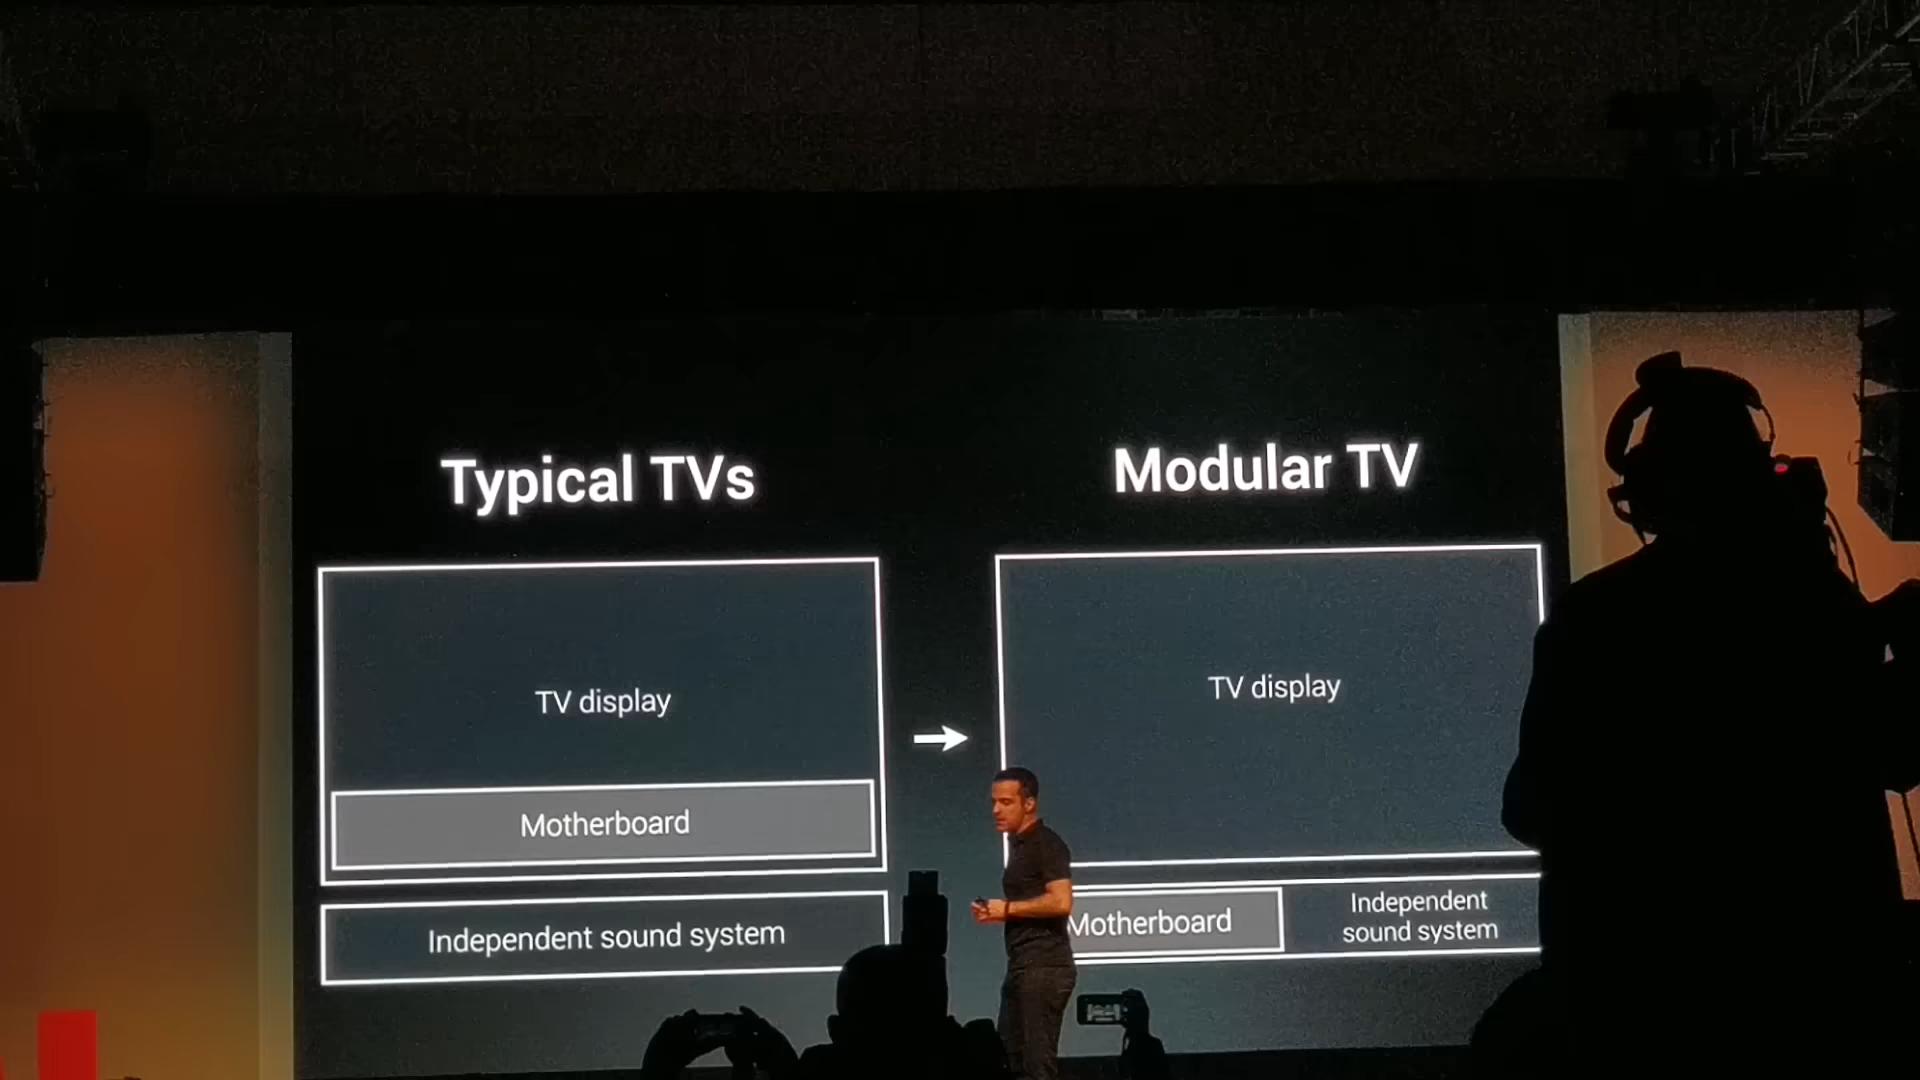 Typical TVs
TV display
Motherboard
Independent sound system
Modular TV
TV display
Motherboard
Independent
sound system